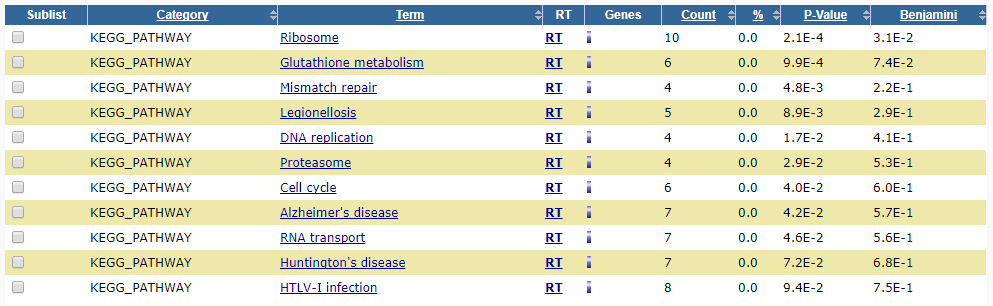 Sublist Category Term RT Genes Count % P-Value Benjamini
KEGG_PATHWAY Ribosome RT 10 0.0 2.1E-4 3.1E-2
KEGG_PATHWAY Glutathione metabolism RT 6 0.0 9.9E-4 7.4E-2
KEGG_PATHWAY Mismatch repair RT 4 0.0 4.8E-3 2.2E-1
KEGG_PATHWAY Legionellosis RT 5 0.0 8.9E-3 2.9E-1
KEGG_PATHWAY DNA replication RT 4 0.0 1.7E-2 4.1E-1
KEGG_PATHWAY Proteasome RT 4 0.0 2.9E-2 5.3E-1
KEGG_PATHWAY Cell cycle RT 6 0.0 4.0E-2 6.0E-1
KEGG_PATHWAY Alzheimer's disease RT 7 0.0 4.2E-2 5.7E-1
KEGG_PATHWAY RNA transport RT 7 0.0 4.6E-2 5.6E-1
KEGG_PATHWAY Huntington's disease RT 7 0.0 7.2E-2 6.8E-1
KEGG_PATHWAY HTLV-I infection RT 8 0.0 9.4E-2 7.5E-1